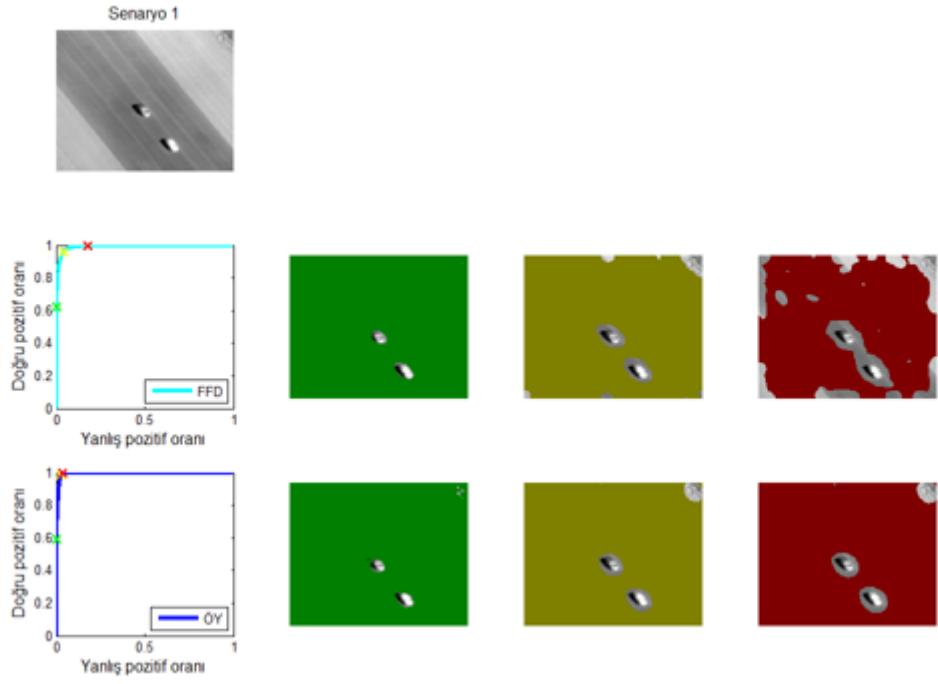 Senaryo 1
Doğru pozitif oranı
1
0.8
0.6
0.4
0.2
0
0
0.5
1
FFD
Yanlış pozitif oranı
Doğru pozitif oranı
1
0.8
0.6
0.4
0.2
0
0
0.5
1
ÖY
Yanlış pozitif oranı